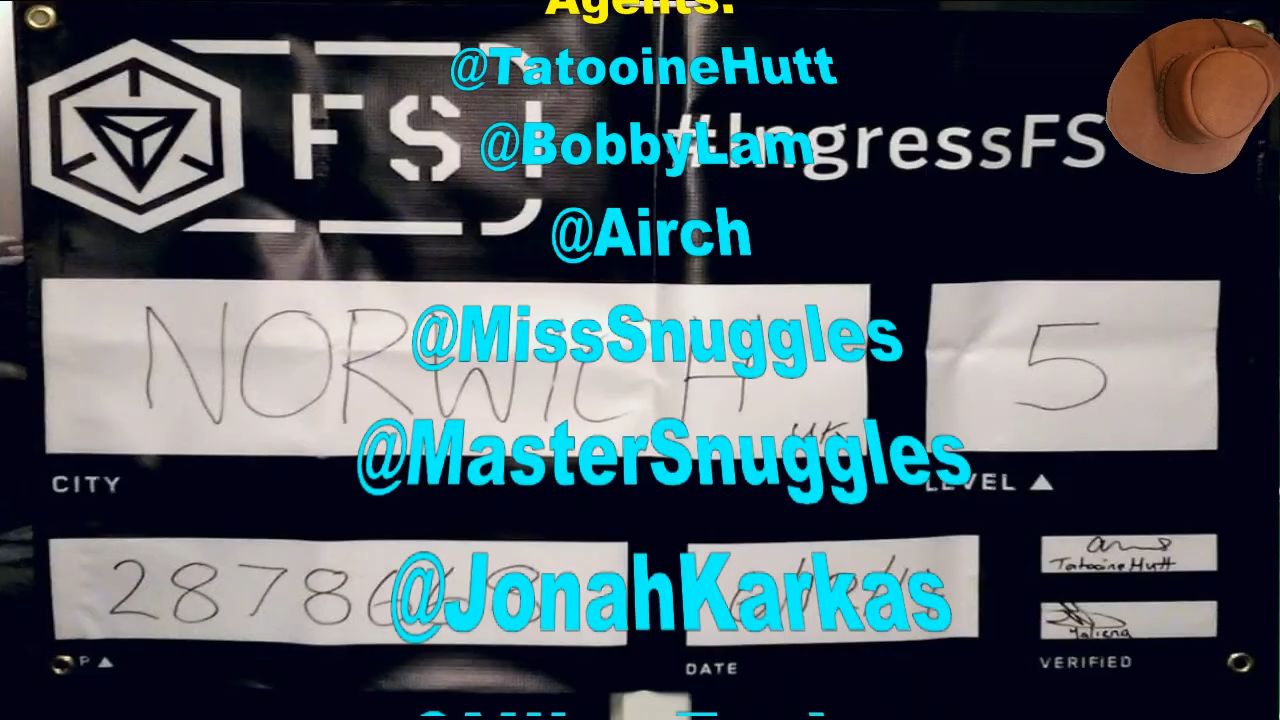 Agents:
@TatooineHutt
FS
@BobbyLam
#IngressFS
@Airch
NORWICH
UK
5
@MissSnuggles
@MasterSnuggles
CITY
LEVEL ▲
@JonahKarkas
TatooineHutt
P ▲
DATE
VERIFIED